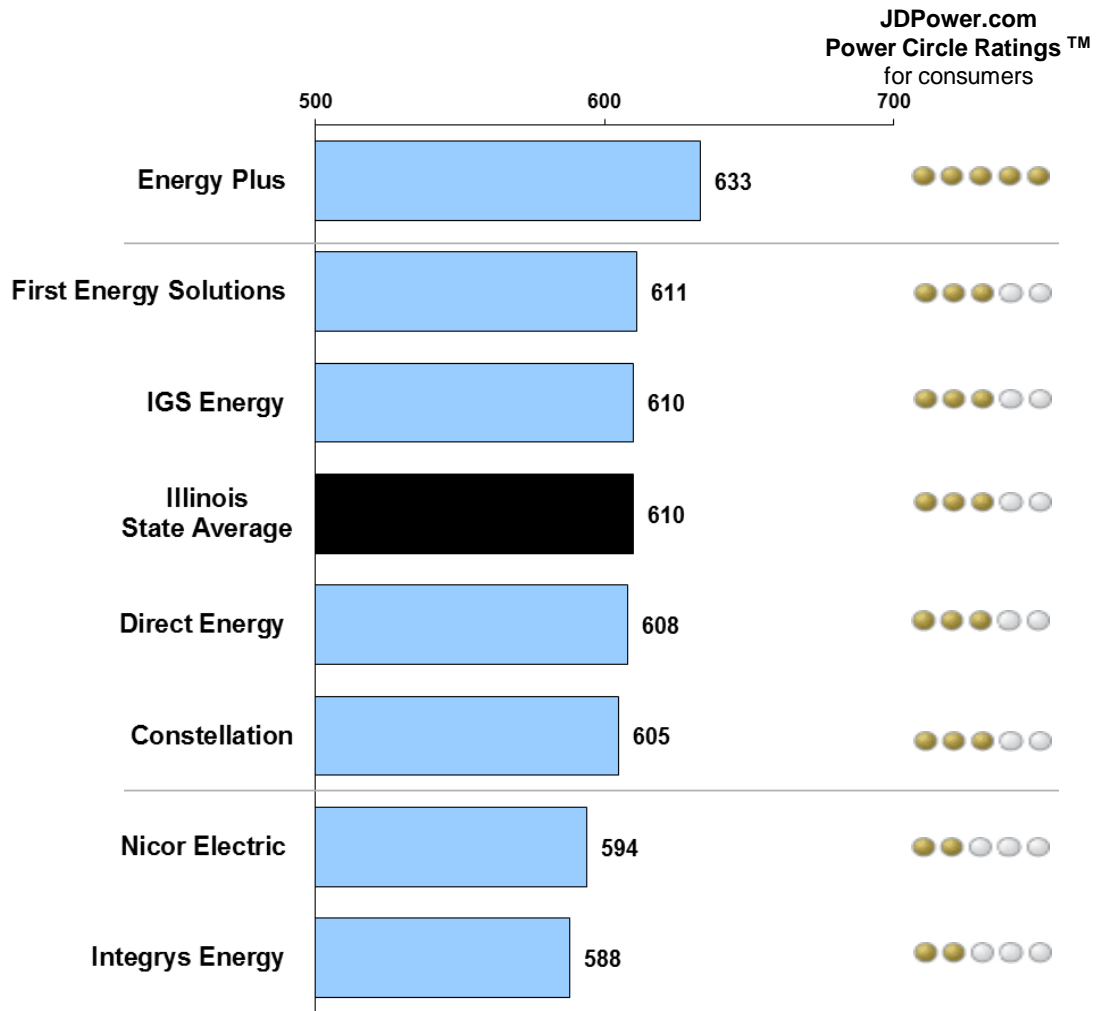 JDPower.com
Power Circle Ratings TM
for consumers
500 600 700
Energy Plus 633
First Energy Solutions 611
IGS Energy 610
Illinois
State Average 610
Direct Energy 608
Constellation 605
Nicor Electric 594
Integrys Energy 588